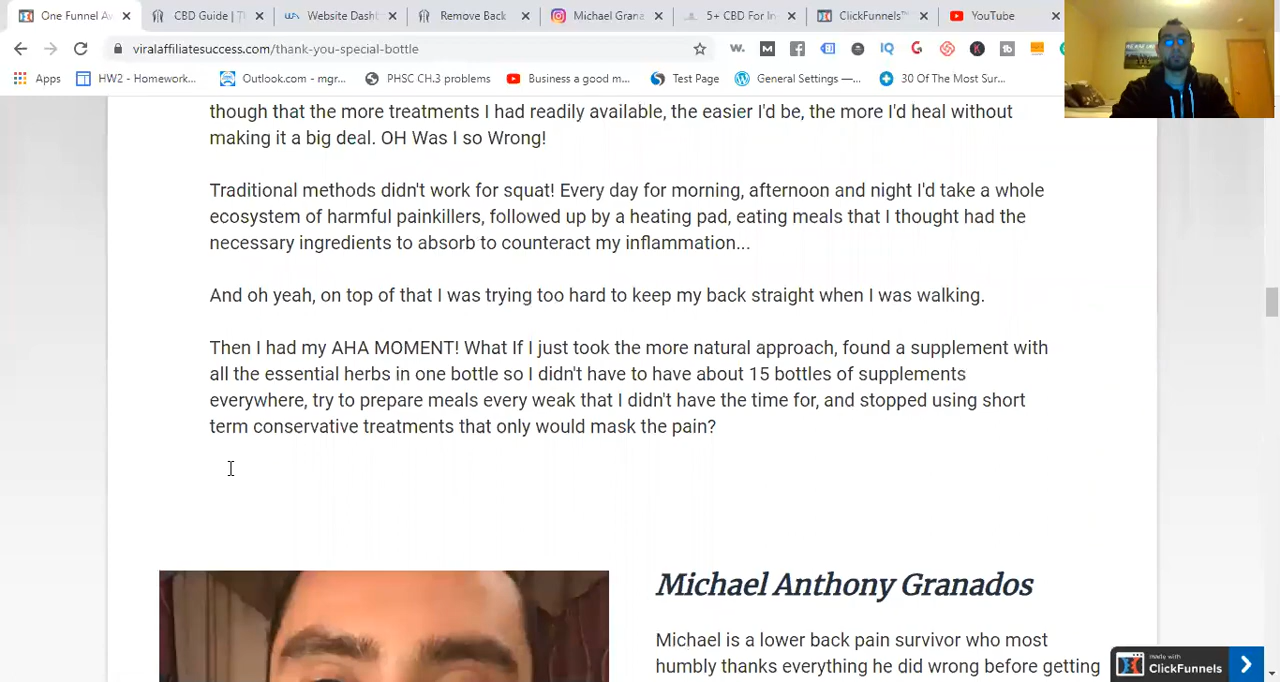 One Funnel Aw
CBD Guide | T
Website Dash
Remove Back
Michael Grana
5+ CBD For In
ClickFunnels™
YouTube
viralaffiliatesuccess.com/thank-you-special-bottle
Apps
HW2 - Homework...
Outlook.com - mgr...
PHSC CH.3 problems
Business a good m...
Test Page
General Settings —...
30 Of The Most Sur...
though that the more treatments I had readily available, the easier I'd be, the more I'd heal without
making it a big deal. OH Was I so Wrong!
Traditional methods didn't work for squat! Every day for morning, afternoon and night I'd take a whole
ecosystem of harmful painkillers, followed up by a heating pad, eating meals that I thought had the
necessary ingredients to absorb to counteract my inflammation...
And oh yeah, on top of that I was trying too hard to keep my back straight when I was walking.
Then I had my AHA MOMENT! What If I just took the more natural approach, found a supplement with
all the essential herbs in one bottle so I didn't have to have about 15 bottles of supplements
everywhere, try to prepare meals every weak that I didn't have the time for, and stopped using short
term conservative treatments that only would mask the pain?
Michael Anthony Granados
Michael is a lower back pain survivor who most
humbly thanks everything he did wrong before getting
made with
ClickFunnels